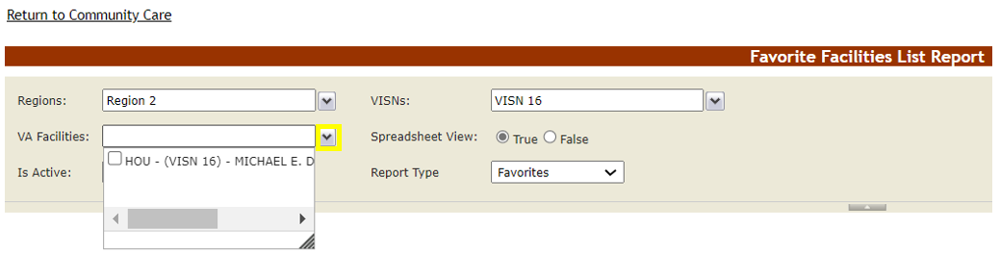 Return to Community Care
Favorite Facilities List Report
Regions: Region 2 VISNs: VISN 16
VA Facilities: Spreadsheet View: True False
HOU - (VISN 16) - MICHAEL E. D
Is Active: Report Type Favorites